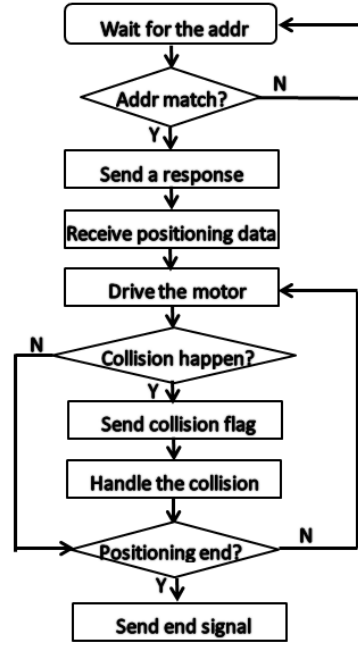 Wait for the addr
N
Addr match?
Y
Send a response
Receive positioning data
Drive the motor
N
Collision happen?
Y
Send collision flag
Handle the collision
N
Positioning end?
Y
Send end signal